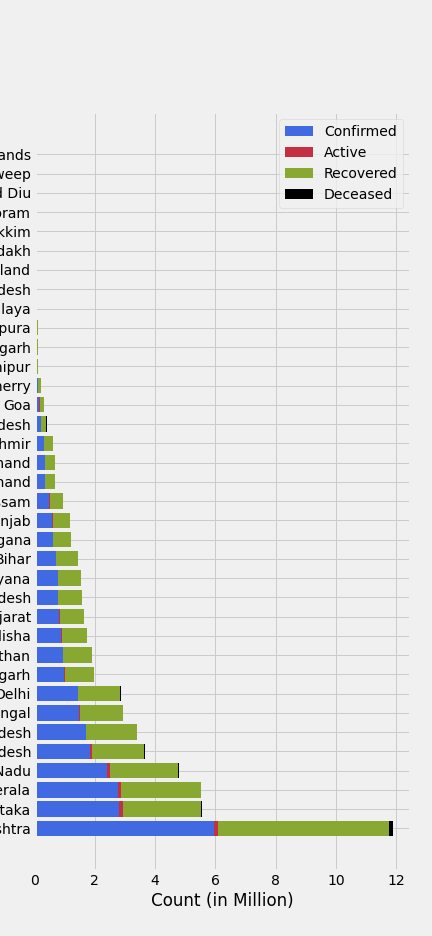 Confirmed
Active
Recovered
Deceased
ands
weep
d Diu
oram
kkim
dakh
land
desh
laya
pura
garh
nipur
herry
Goa
desh
hmir
hand
hand
ssam
njab
gana
Bihar
yana
desh
jarat
disha
than
garh
Delhi
ngal
desh
desh
Nadu
erala
taka
shtra
0 2 4 6 8 10 12
Count (in Million)